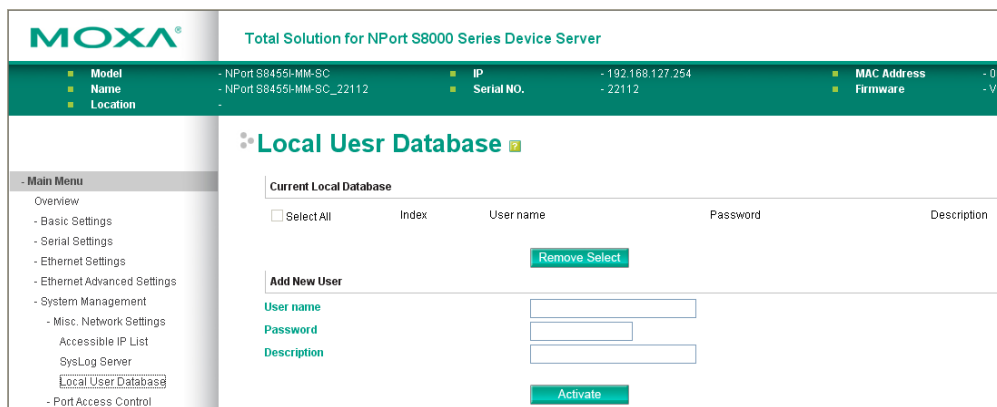 MOXA®
Total Solution for NPort S8000 Series Device Server
Model - NPort S8455I-MM-SC IP - 192.168.127.254 MAC Address - 0
Name - NPort S8455I-MM-SC_22112 Serial NO. - 22112 Firmware - V
Location -
Local Uesr Database
- Main Menu
Overview
- Basic Settings
- Serial Settings
- Ethernet Settings
- Ethernet Advanced Settings
- System Management
- Misc. Network Settings
Accessible IP List
SysLog Server
Local User Database
- Port Access Control
Current Local Database
Select All Index User name Password Description
Remove Select
Add New User
User name
Password
Description
Activate